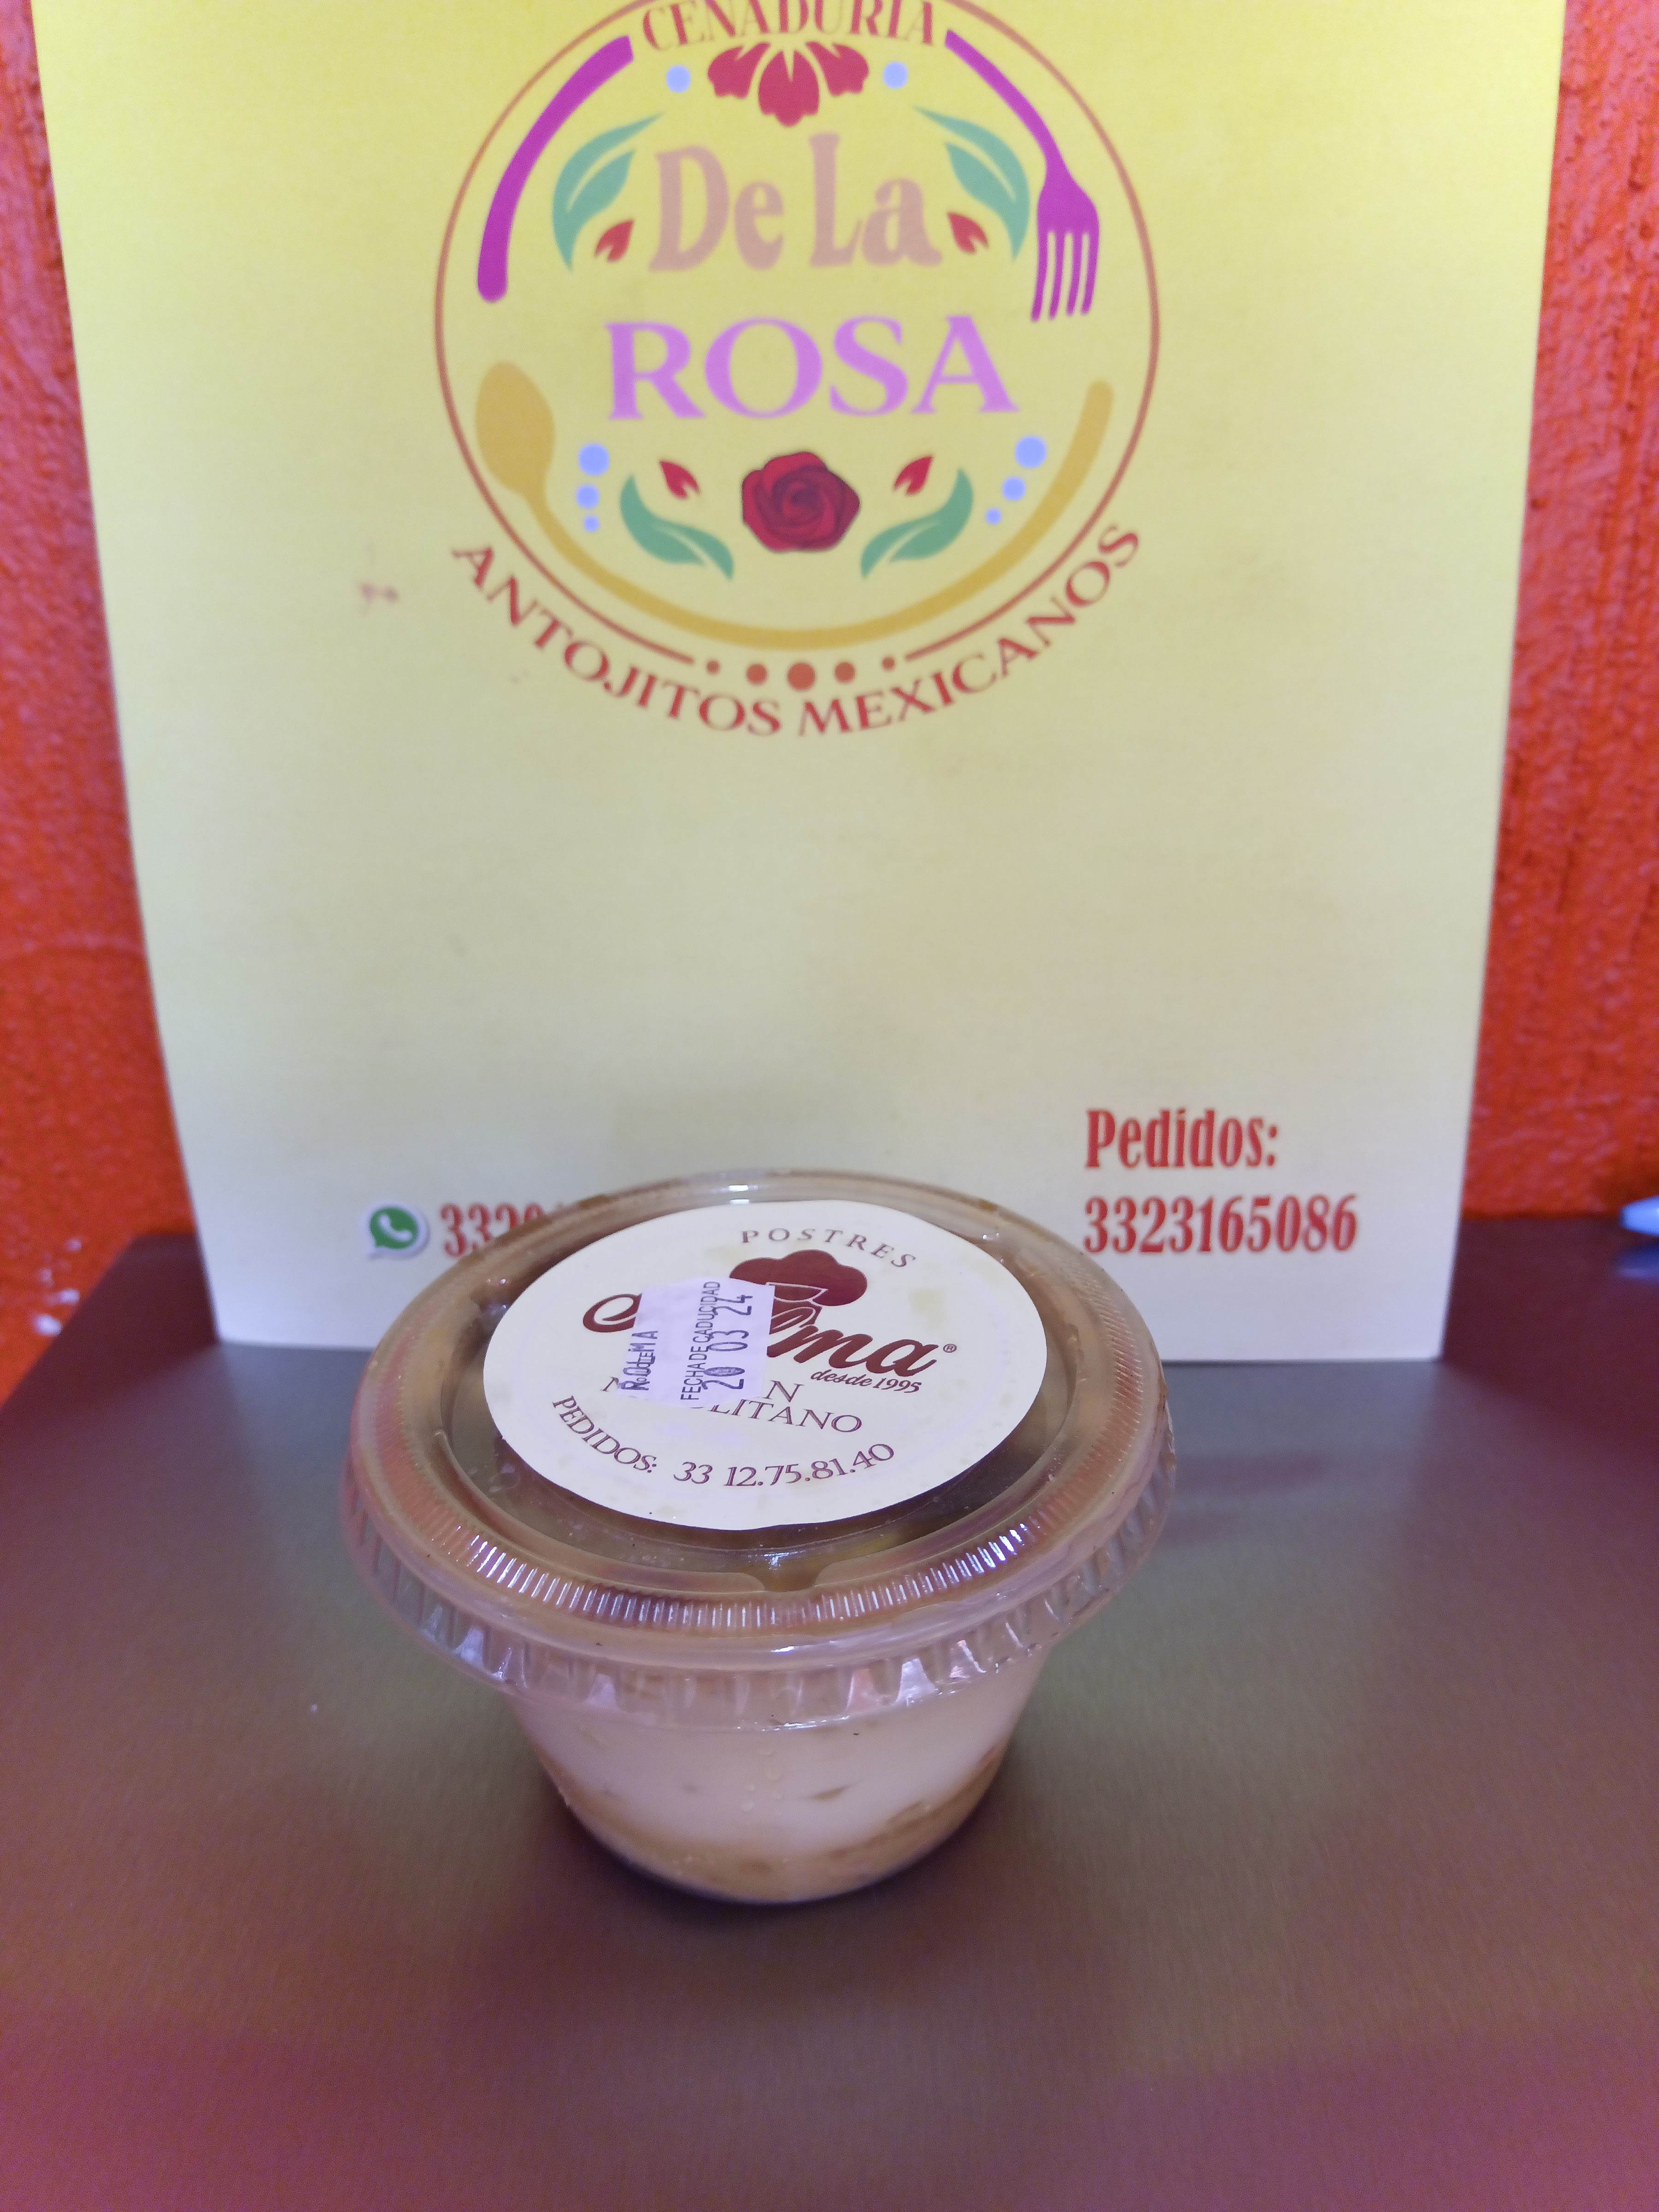 CENADURIA
De La
ROSA
ANTOJITOS MEXICANOS
Pedidos:
3323165086
POSTRES
desde 1995
PEDIDOS: 33 12.75.81.40
FECHA DE CADUCIDAD
20 03 24